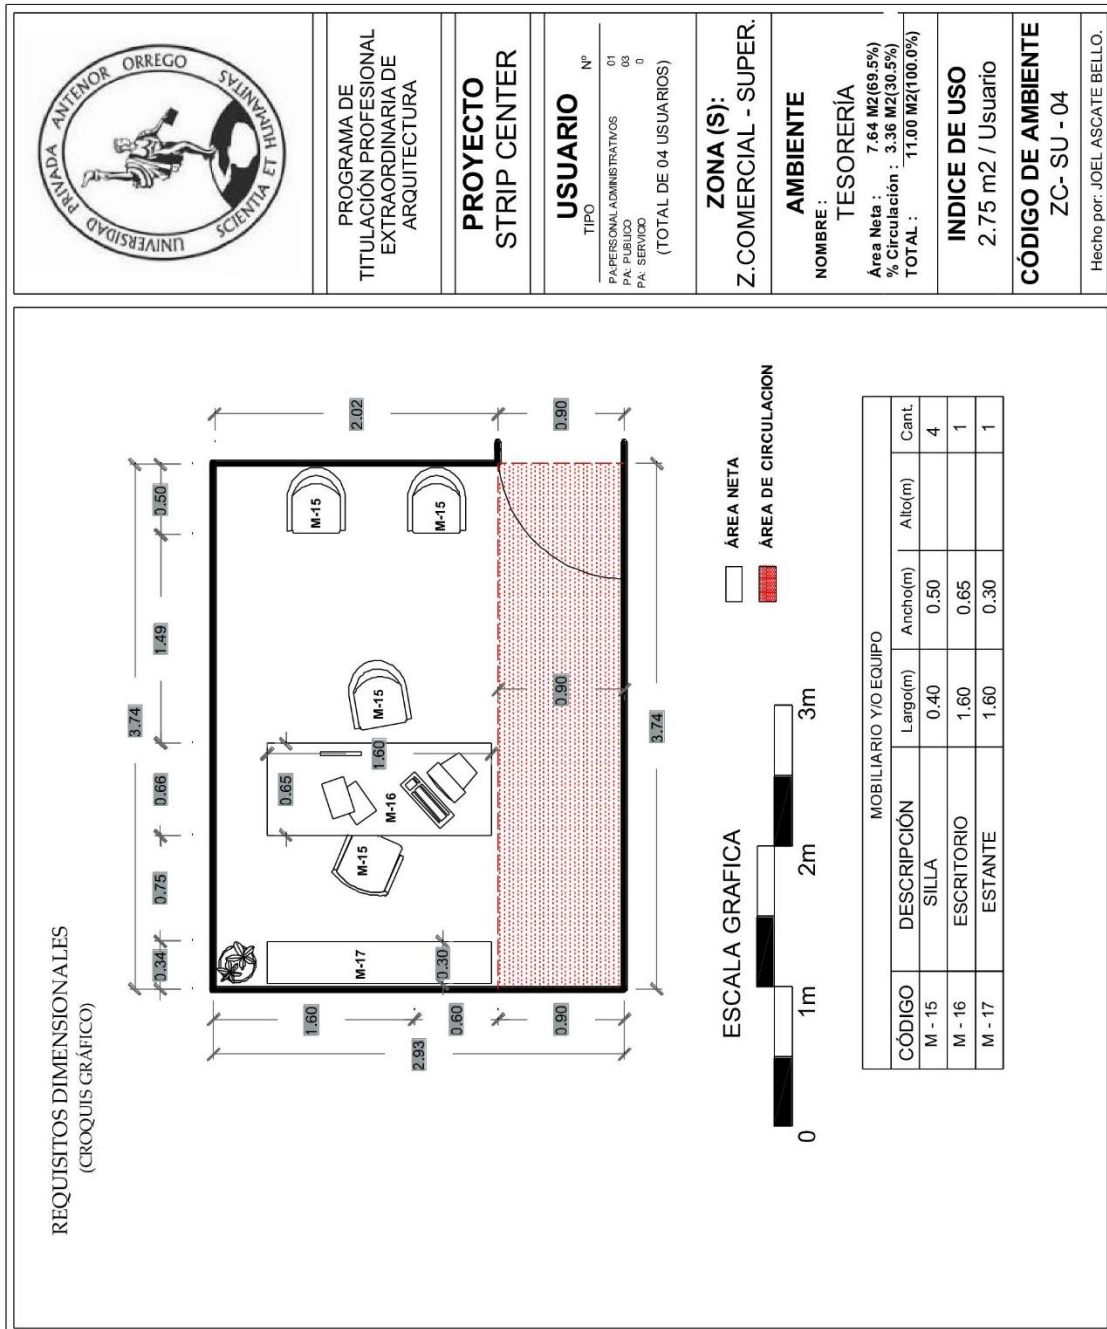 REQUISITOS DIMENSIONALES
(CROQUIS GRÁFICO)
3.74
0.34
0.75
0.66
1.49
0.50
1.60
0.60
2.93
0.90
2.02
0.90
M-17
0.30
M-15
M-16
0.65
1.60
M-15
M-15
M-15
0.90
3.74
ESCALA GRAFICA
0
1m
2m
3m
ÁREA NETA
ÁREA DE CIRCULACION
MOBILIARIO Y/O EQUIPO
CÓDIGO DESCRIPCIÓN Largo(m) Ancho(m) Alto(m) Cant.
M - 15 SILLA 0.40 0.50 4
M - 16 ESCRITORIO 1.60 0.65 1
M - 17 ESTANTE 1.60 0.30 1
UNIVERSIDAD PRIVADA ANTENOR ORREGO
SCIENTIA ET HUMANITAS
PROGRAMA DE
TITULACIÓN PROFESIONAL
EXTRAORDINARIA DE
ARQUITECTURA
PROYECTO
STRIP CENTER
USUARIO
TIPO Nº
PA:PERSONAL ADMINISTRATIVOS 01
PA: PUBLICO 03
PA: SERVICIO 0
(TOTAL DE 04 USUARIOS)
ZONA (S):
Z.COMERCIAL - SUPER.
AMBIENTE
NOMBRE :
TESORERÍA
Área Neta : 7.64 M2(69.5%)
% Circulación : 3.36 M2(30.5%)
TOTAL : 11.00 M2(100.0%)
INDICE DE USO
2.75 m2 / Usuario
CÓDIGO DE AMBIENTE
ZC- SU - 04
Hecho por: JOEL ASCATE BELLO.